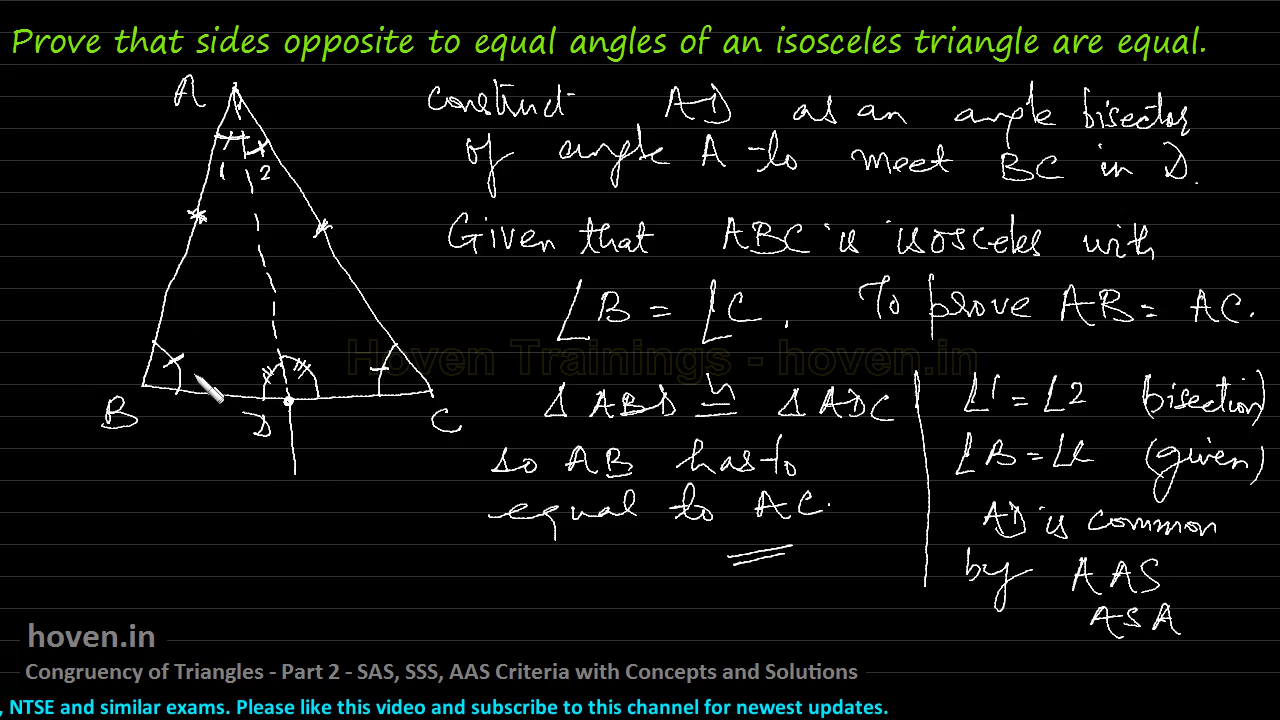 Prove that sides opposite to equal angles of an isosceles triangle are equal.
A
1 2
B
D
C
construct AD as an angle bisector
of angle A to meet BC in D.
Given that ABC is isosceles with
∠B = ∠C. To prove AB = AC.
Hoven Trainings - hoven.in
Δ ABD ≅ Δ ADC
so AB has to
equal to AC.
∠1 = ∠2 (bisection)
∠B = ∠C (given)
AD is common
by AAS
ASA
hoven.in
Congruency of Triangles - Part 2 - SAS, SSS, AAS Criteria with Concepts and Solutions
, NTSE and similar exams. Please like this video and subscribe to this channel for newest updates.